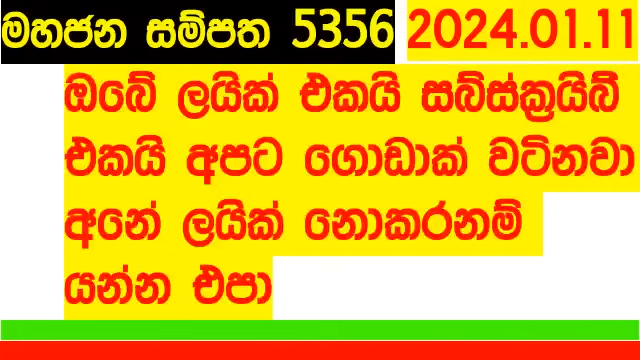 මහජන සම්පත 5356 2024.01.11
ඔබේ ලයික් එකයි සබ්ස්ක්‍රයිබ්
එකයි අපට ගොඩාක් වටිනවා
අනේ ලයික් නොකරනම්
යන්න එපා